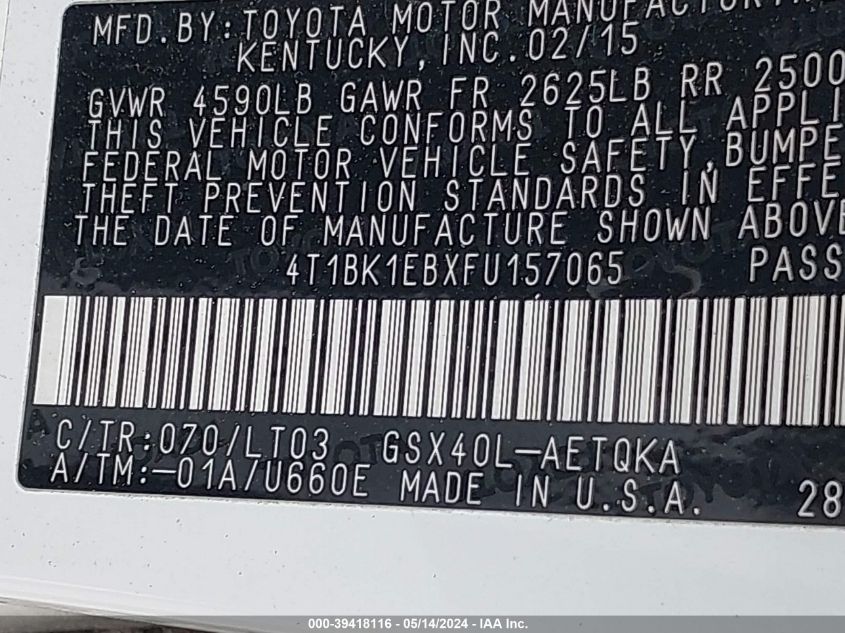 MFD.BY:TOYOTA MOTOR
KENTUCKY, INC. 02/15
GVWR 4590LB GAWR FR 2625LB RR 2500
THIS VEHICLE CONFORMS TO ALL APPLI
FEDERAL MOTOR VEHICLE SAFETY, BUMPE
THEFT PREVENTION STANDARDS IN EFFE
THE DATE OF MANUFACTURE SHOWN ABOVE
4T1BK1EBXFU157065 PASS
C/TR:070/LT03 GSX40L-AETQKA
A/TM:-01A/U660E MADE IN U.S.A. 28
000-39418116 - 05/14/2024 - IAA Inc.